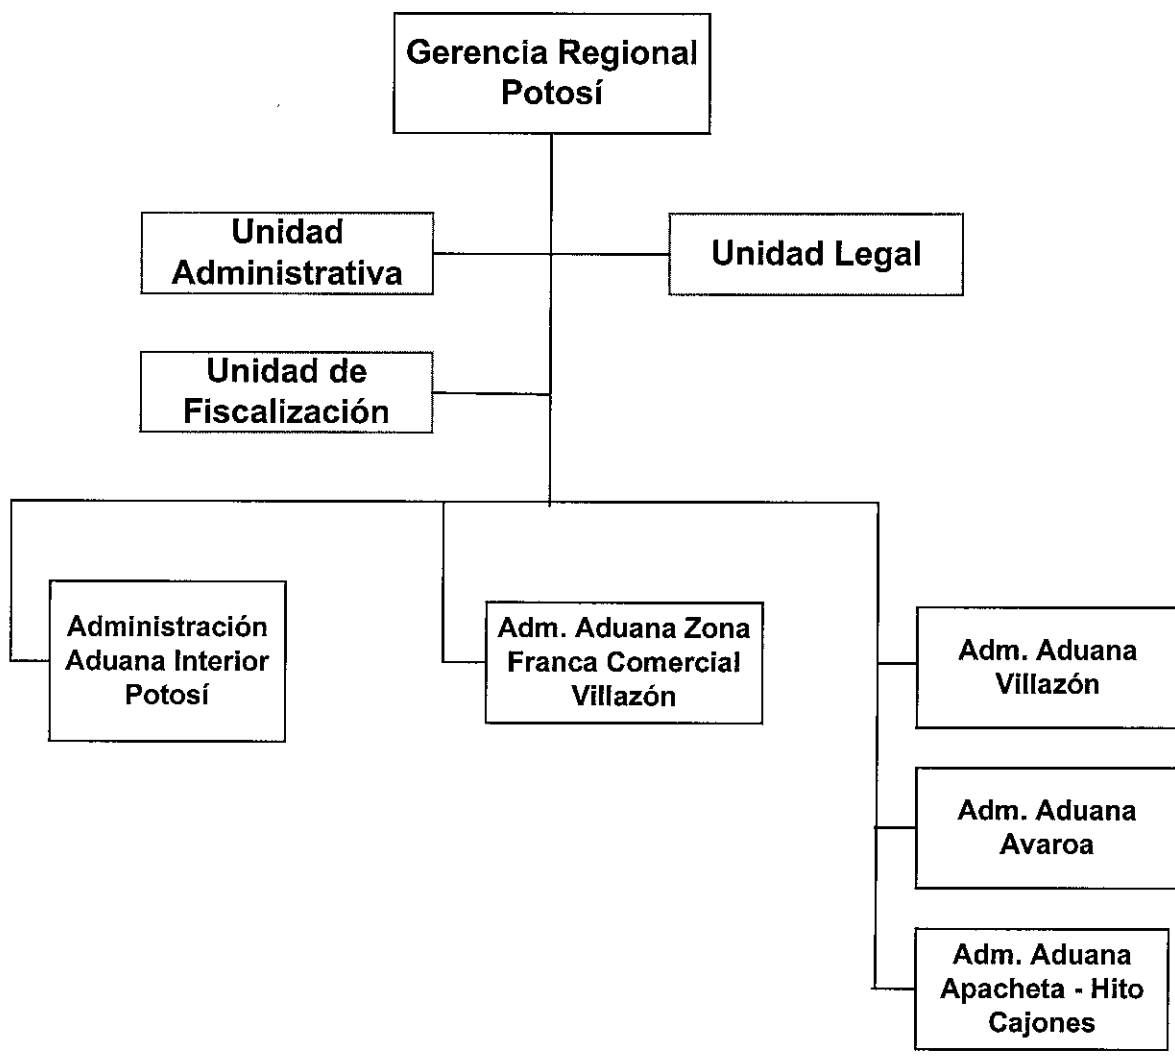 Gerencia Regional
Potosí
Unidad
Administrativa
Unidad Legal
Unidad de
Fiscalización
Administración
Aduana Interior
Potosí
Adm. Aduana Zona
Franca Comercial
Villazón
Adm. Aduana
Villazón
Adm. Aduana
Avaroa
Adm. Aduana
Apacheta - Hito
Cajones